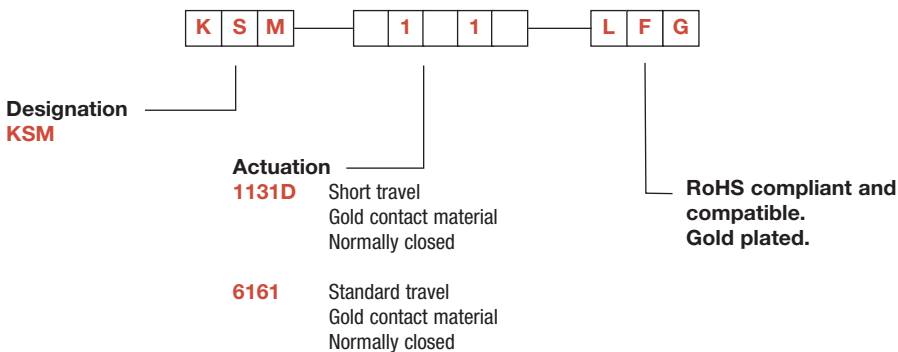 K S M 1 1 L F G
Designation
KSM
Actuation
1131D Short travel
Gold contact material
Normally closed
6161 Standard travel
Gold contact material
Normally closed
RoHS compliant and
compatible.
Gold plated.